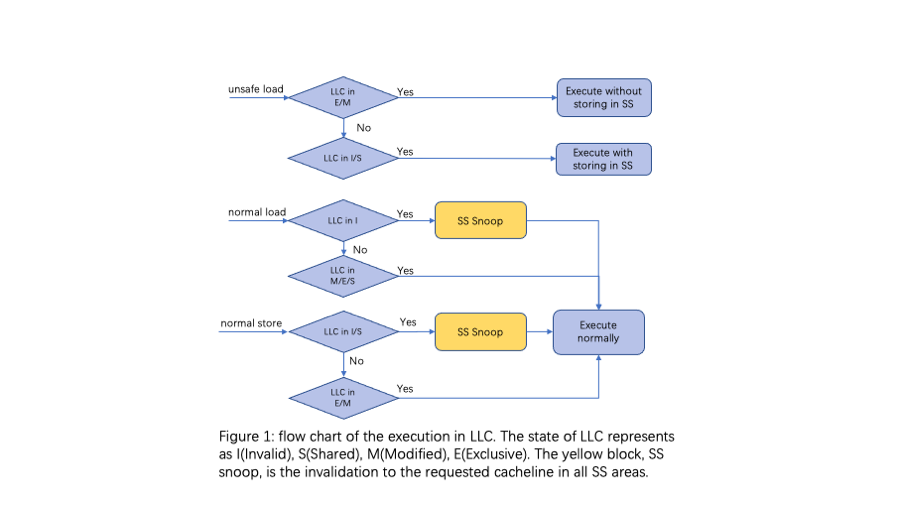 unsafe load
LLC in
E/M
Yes
Execute without
storing in SS
No
LLC in I/S
Yes
Execute with
storing in SS
normal load
LLC in I
Yes
SS Snoop
No
LLC in
M/E/S
Yes
normal store
LLC in I/S
Yes
SS Snoop
Execute
normally
No
LLC in
E/M
Yes
Figure 1: flow chart of the execution in LLC. The state of LLC represents
as I(Invalid), S(Shared), M(Modified), E(Exclusive). The yellow block, SS
snoop, is the invalidation to the requested cacheline in all SS areas.